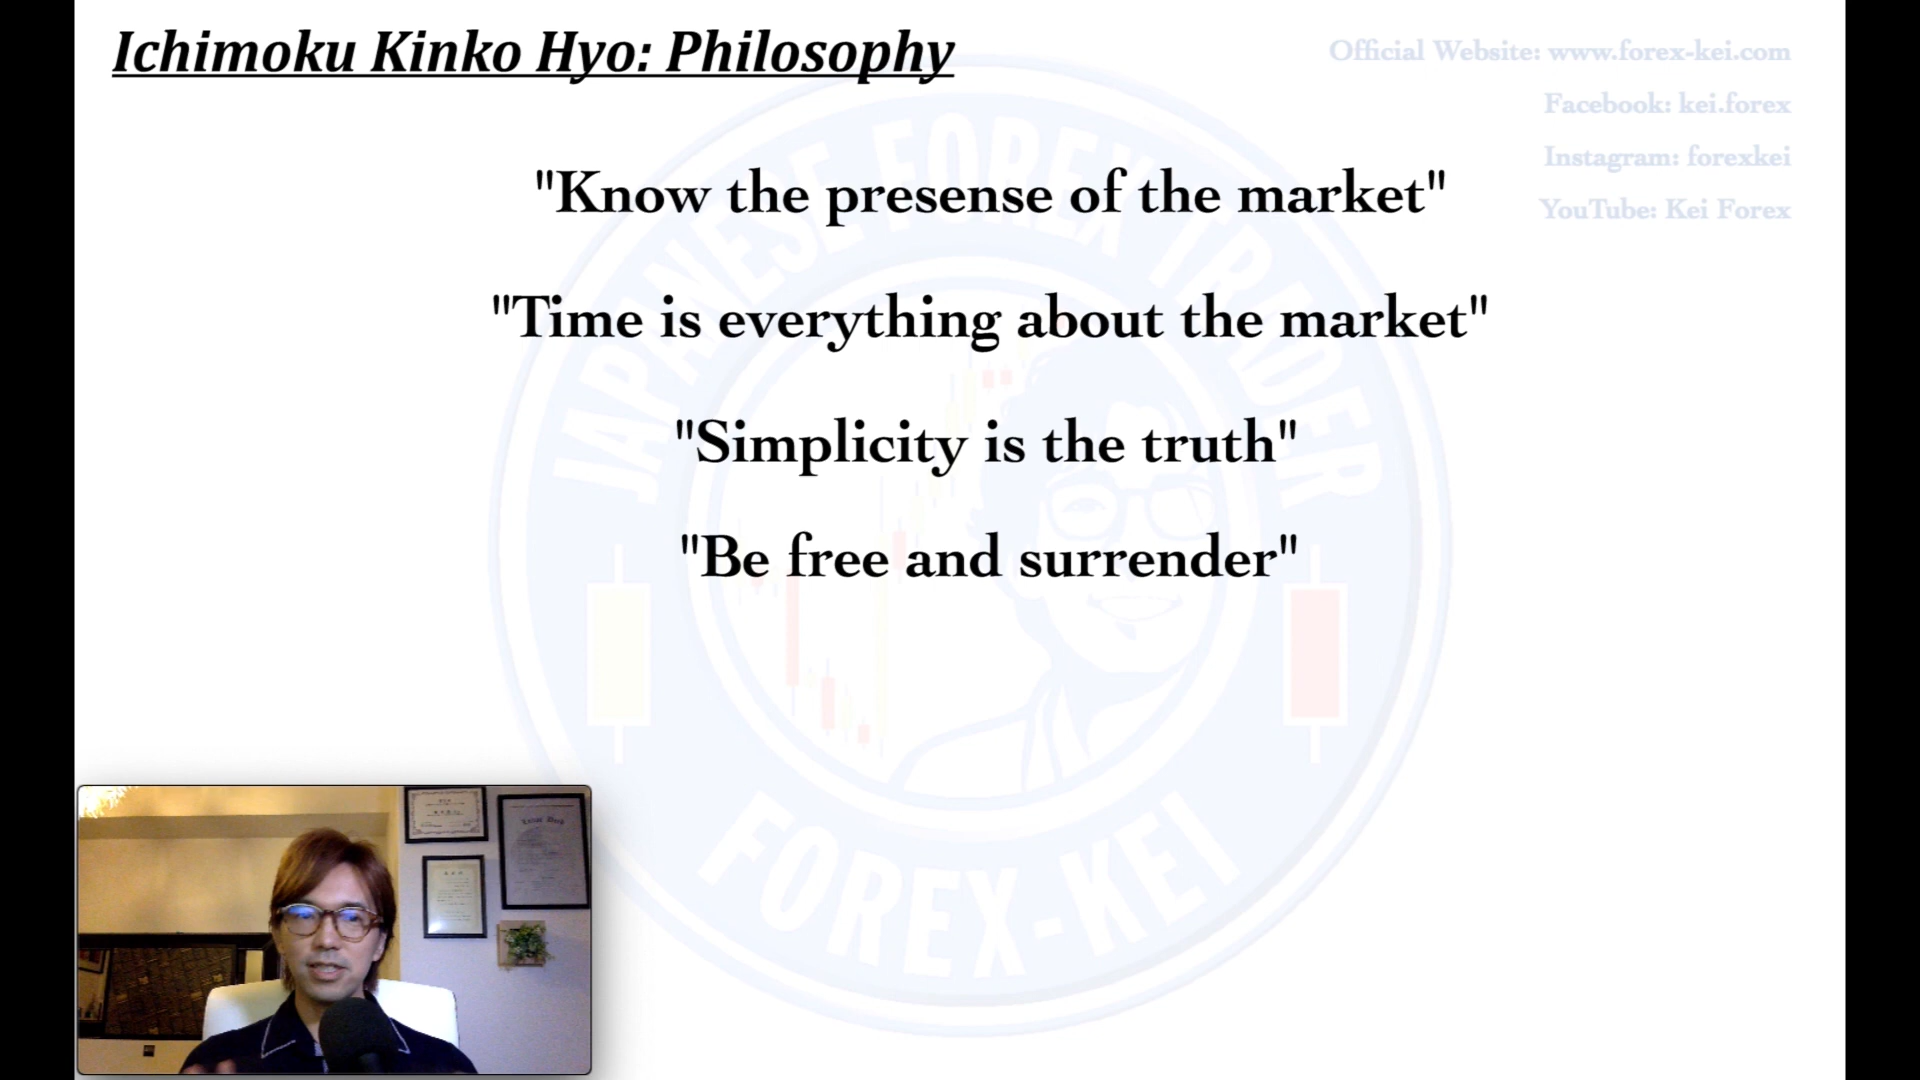 Ichimoku Kinko Hyo: Philosophy
Official Website: www.forex-kei.com
Facebook: kei.forex
Instagram: forexkei
YouTube: Kei Forex
"Know the presense of the market"
"Time is everything about the market"
"Simplicity is the truth"
"Be free and surrender"
JAPANESE FOREX TRADER
FOREX-KEI